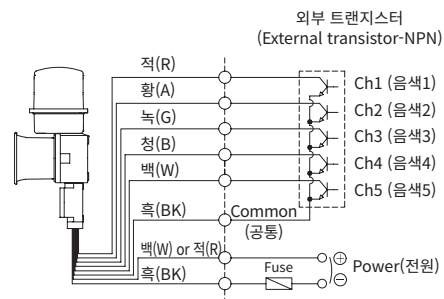 외부 트랜지스터
(External transistor-NPN)
적(R)
황(A)
녹(G)
청(B)
백(W)
흑(BK)
Ch1 (음색1)
Ch2 (음색2)
Ch3 (음색3)
Ch4 (음색4)
Ch5 (음색5)
Common
(공통)
백(W) or 적(R)
흑(BK)
Fuse
⊕
⊖
Power(전원)